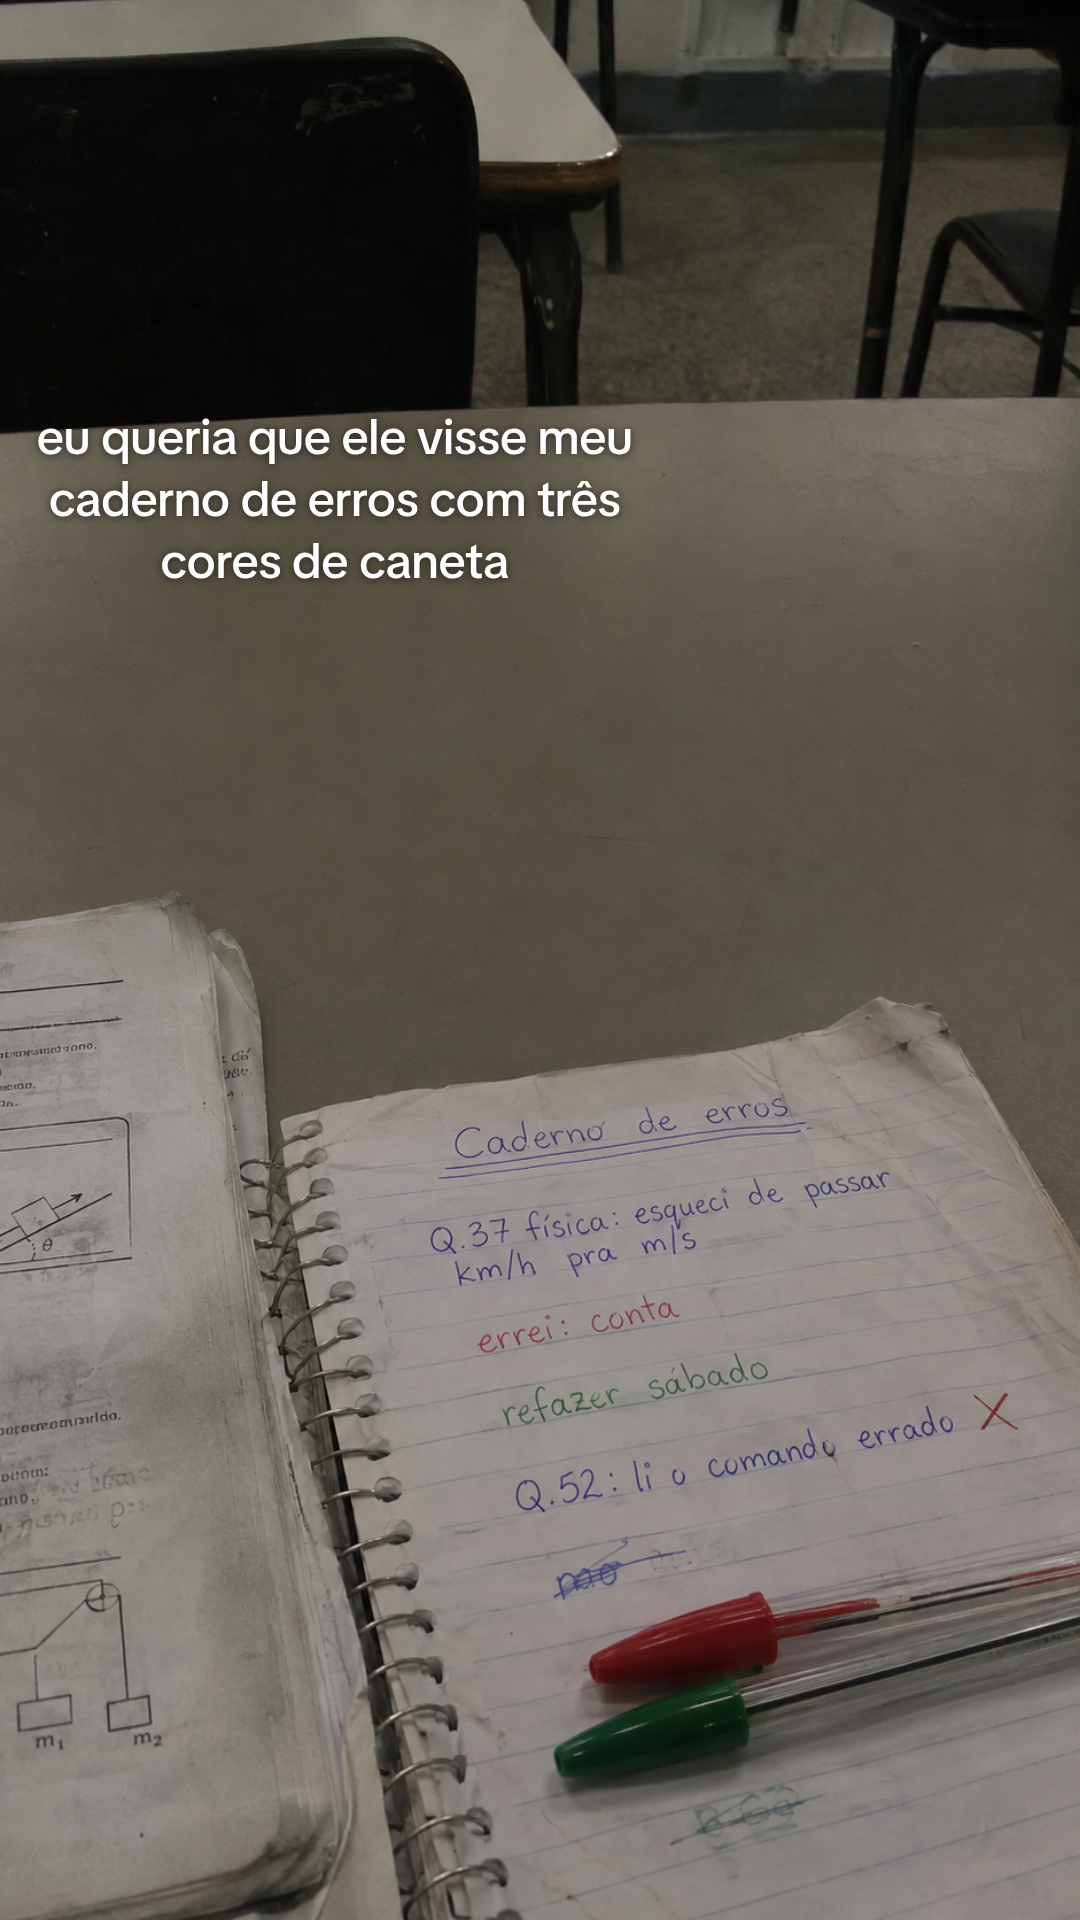 eu queria que ele visse meu
caderno de erros com três
cores de caneta
θ
m₁
m₂
Caderno de erros
Q.37 física: esqueci de passar
km/h pra m/s
errei: conta
refazer sábado
Q.52: li o comando errado X